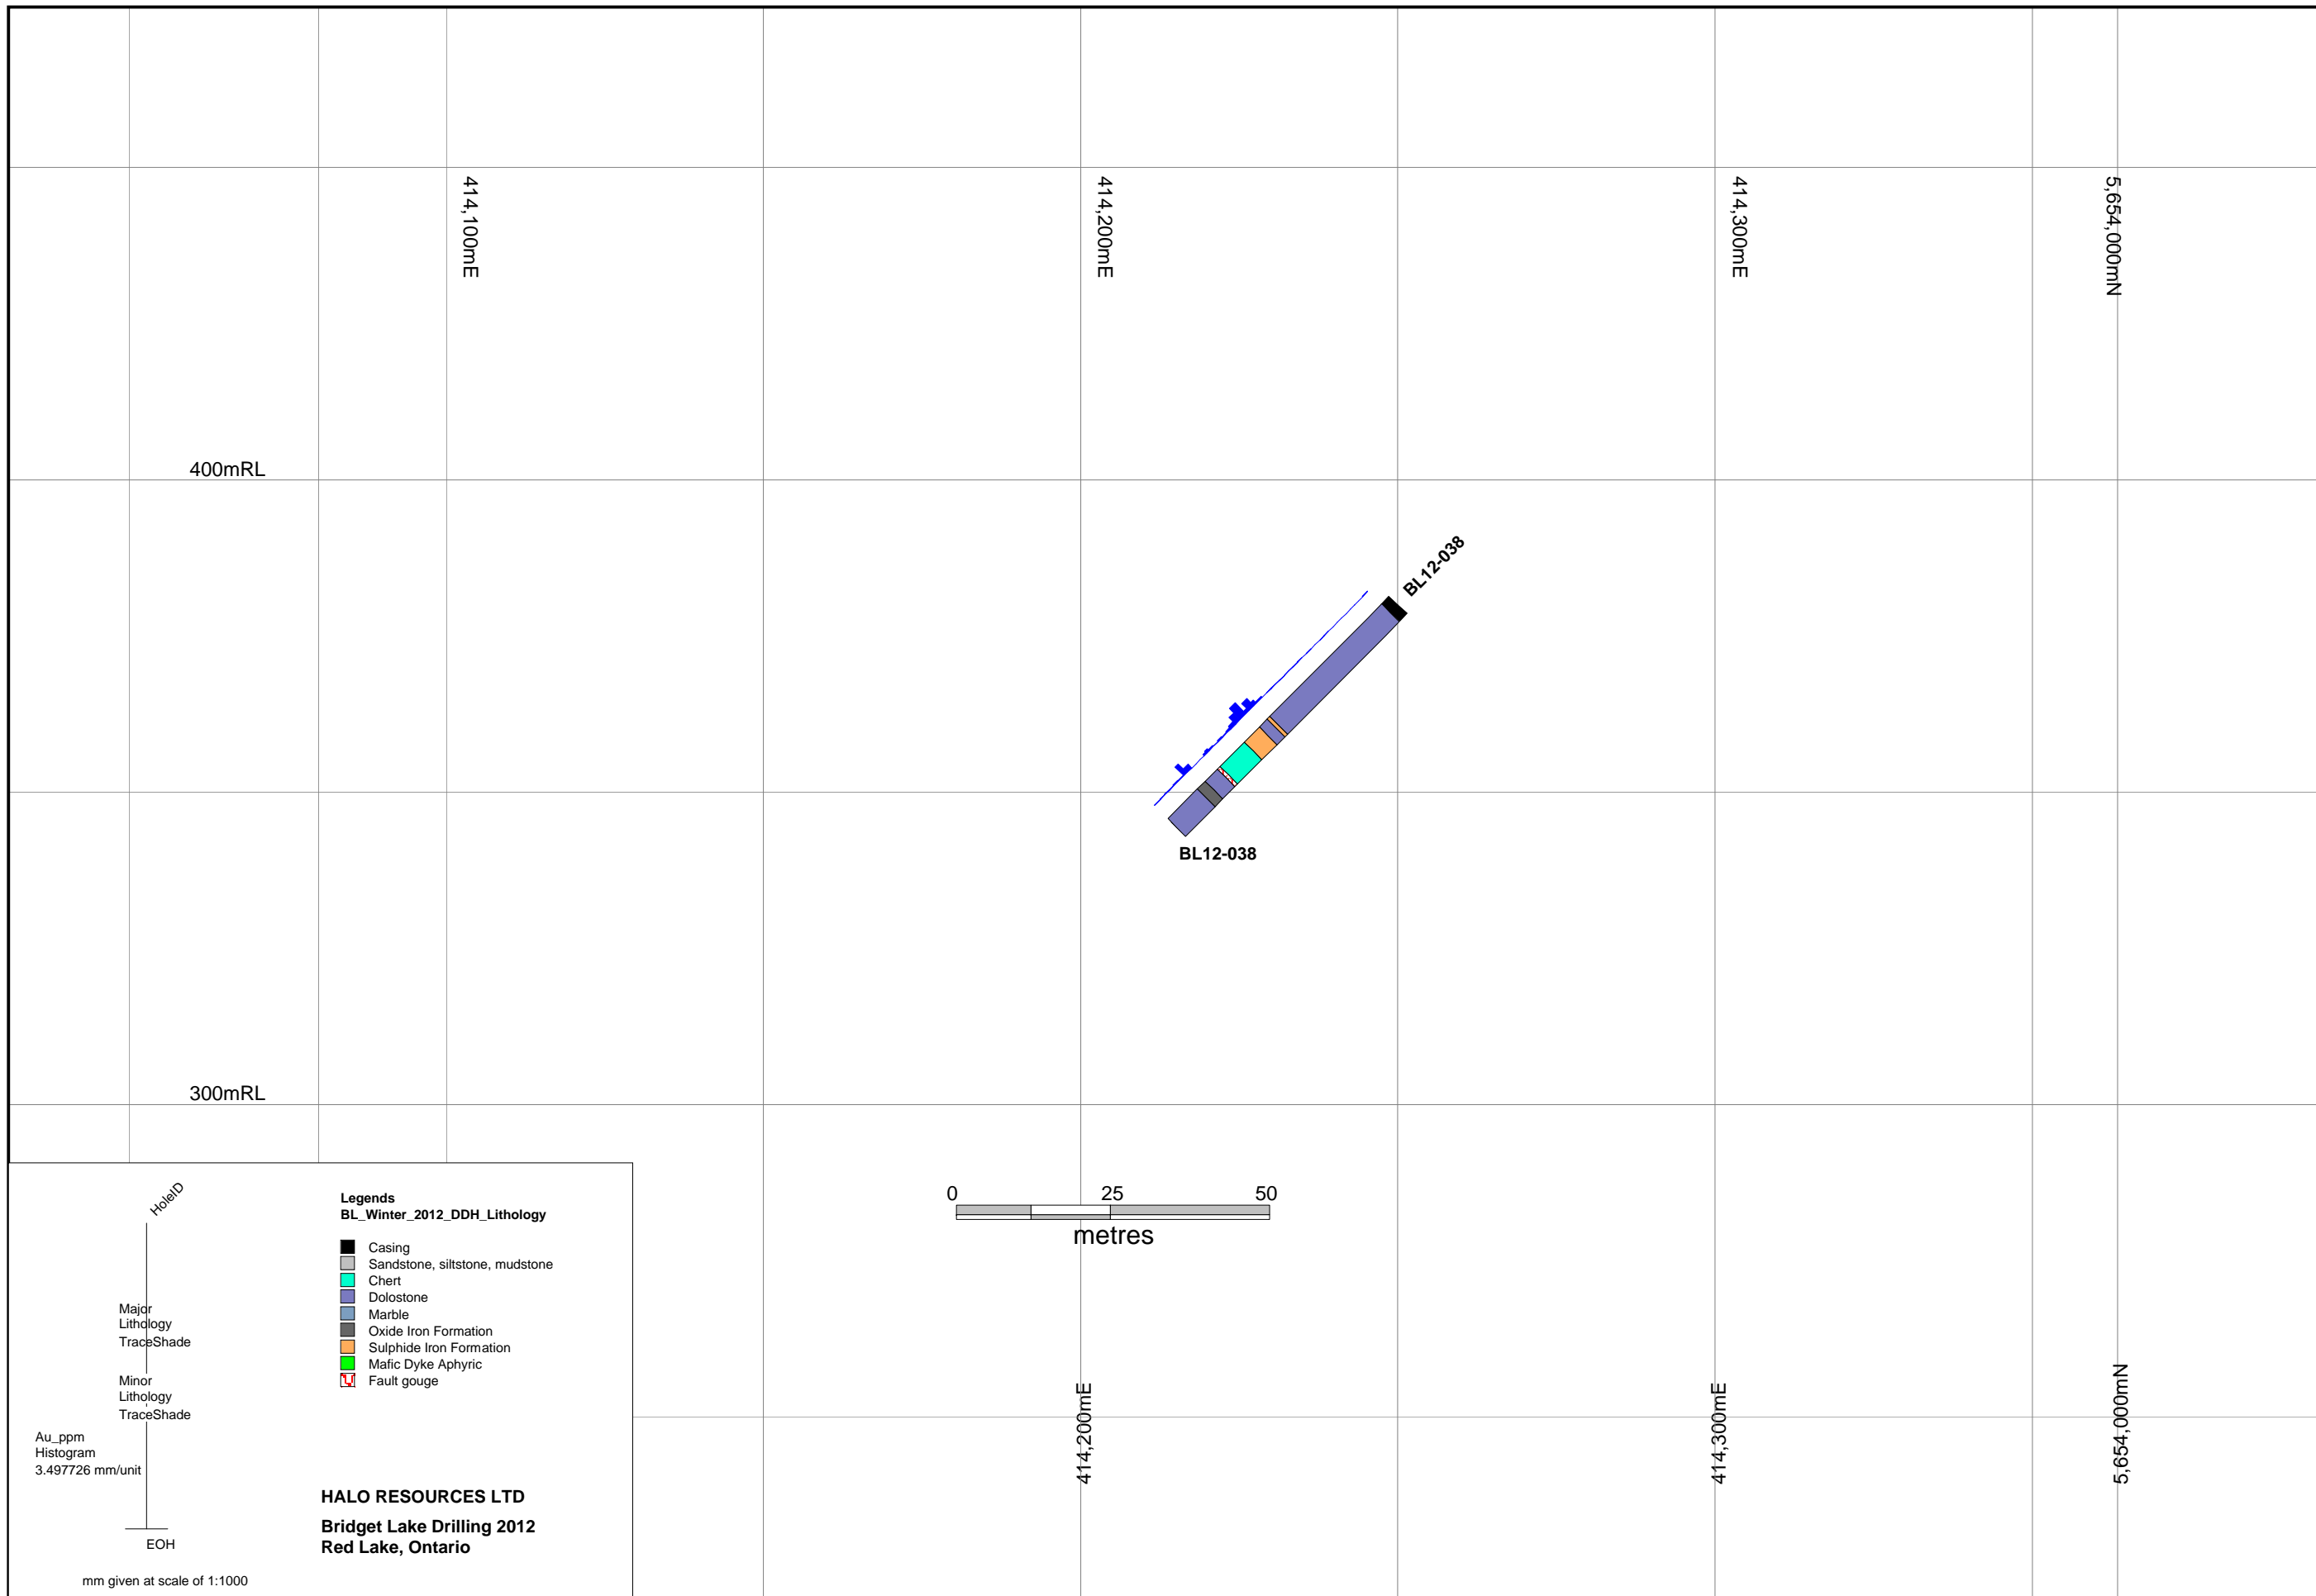 414,100mE
414,200mE
414,300mE
5,654,000mN
400mRL
BL12-038
BL12-038
300mRL
HoleID
Major
Lithology
TraceShade
Minor
Lithology
TraceShade
Au_ppm
Histogram
3.497726 mm/unit
EOH
mm given at scale of 1:1000
Legends
BL_Winter_2012_DDH_Lithology
Casing
Sandstone, siltstone, mudstone
Chert
Dolostone
Marble
Oxide Iron Formation
Sulphide Iron Formation
Mafic Dyke Aphyric
Fault gouge
HALO RESOURCES LTD
Bridget Lake Drilling 2012
Red Lake, Ontario
0 25 50
metres
414,200mE
414,300mE
5,654,000mN